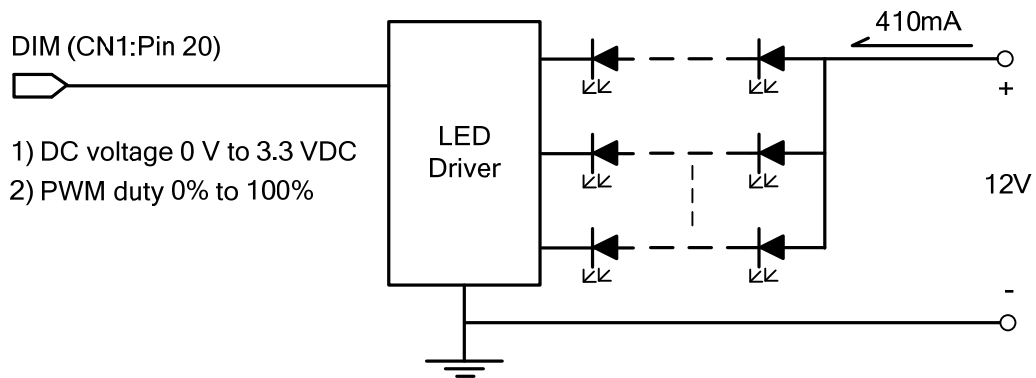 DIM (CN1:Pin 20)
1) DC voltage 0 V to 3.3 VDC
2) PWM duty 0% to 100%
LED
Driver
410mA
+
12V
-